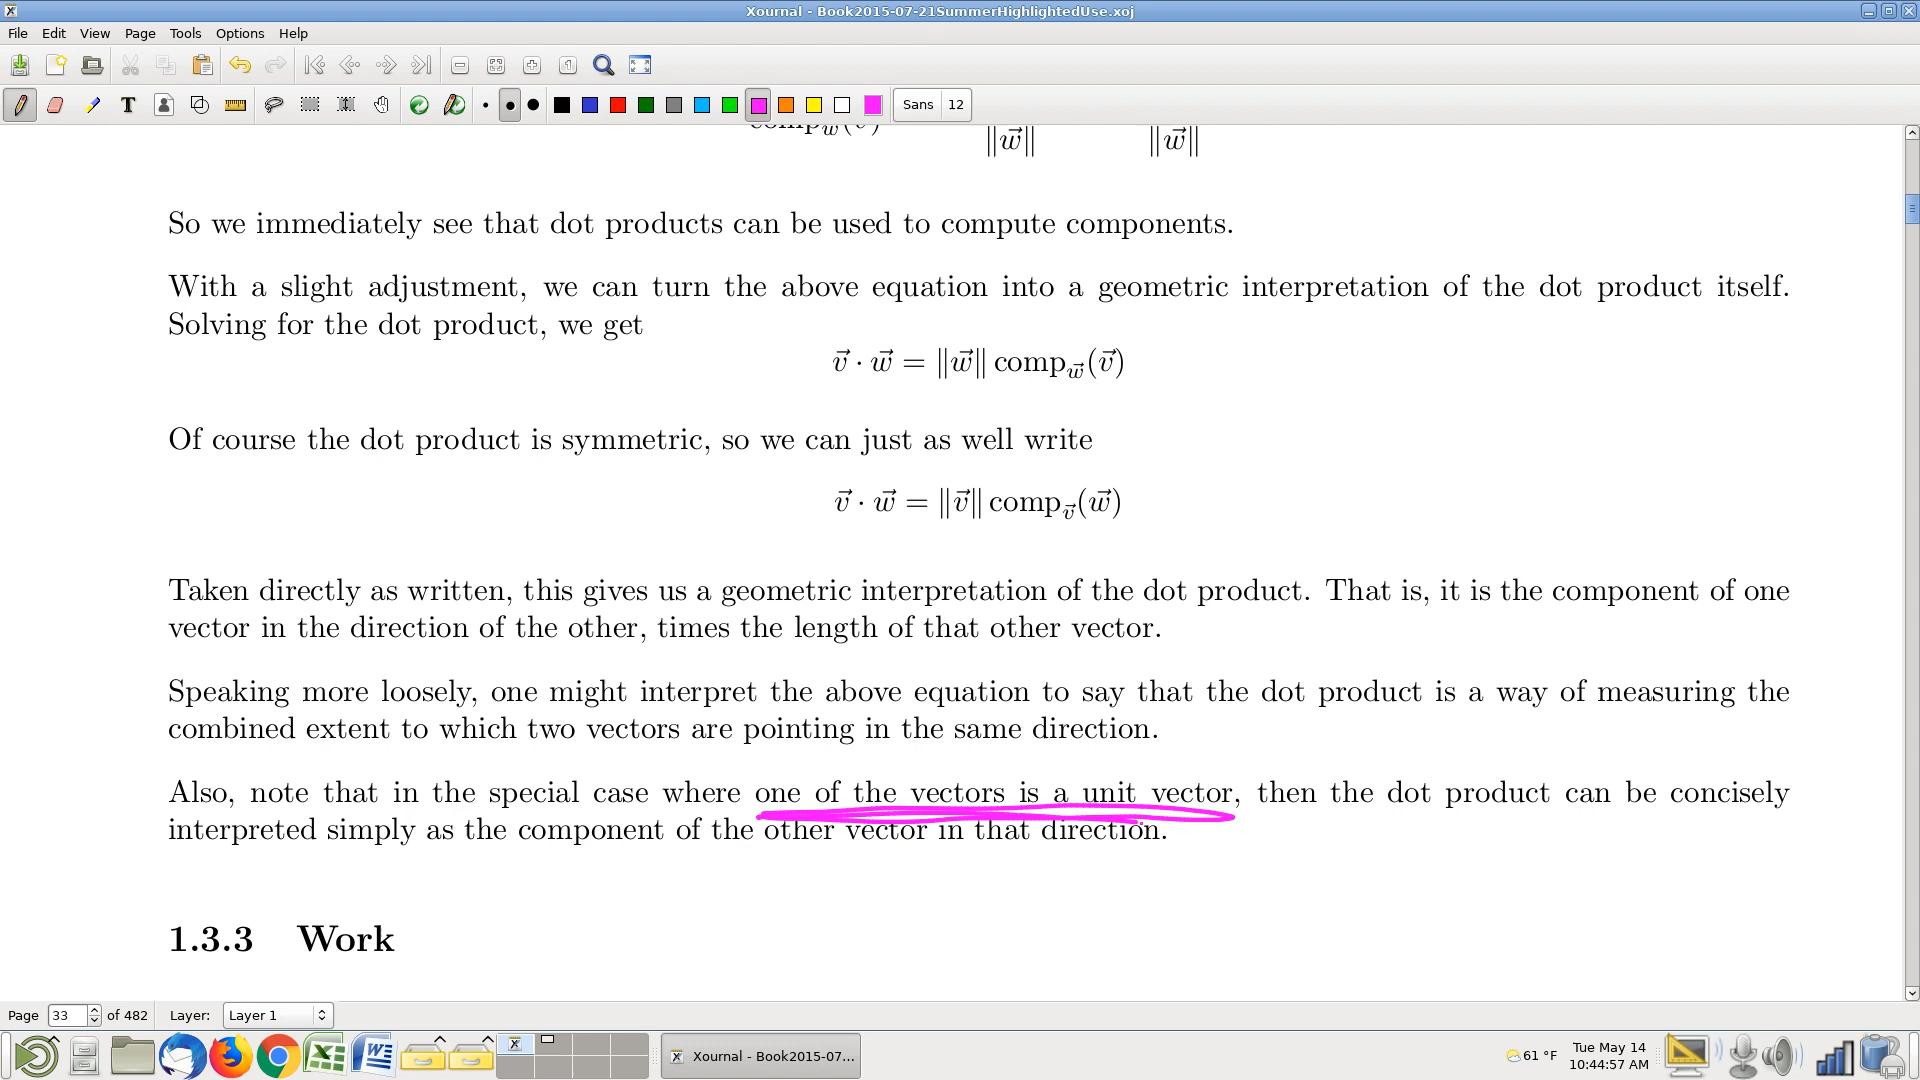 Xournal - Book2015-07-21SummerHighlightedUse.xoj
File Edit View Page Tools Options Help
Sans 12
comp_w⃗(v⃗) ‖w⃗‖ ‖w⃗‖
So we immediately see that dot products can be used to compute components.
With a slight adjustment, we can turn the above equation into a geometric interpretation of the dot product itself.
Solving for the dot product, we get
v⃗ · w⃗ = ‖w⃗‖ comp_w⃗(v⃗)
Of course the dot product is symmetric, so we can just as well write
v⃗ · w⃗ = ‖v⃗‖ comp_v⃗(w⃗)
Taken directly as written, this gives us a geometric interpretation of the dot product. That is, it is the component of one
vector in the direction of the other, times the length of that other vector.
Speaking more loosely, one might interpret the above equation to say that the dot product is a way of measuring the
combined extent to which two vectors are pointing in the same direction.
Also, note that in the special case where one of the vectors is a unit vector, then the dot product can be concisely
interpreted simply as the component of the other vector in that direction.
1.3.3 Work
Page 33 of 482 Layer: Layer 1
Xournal - Book2015-07...
61 °F
Tue May 14
10:44:57 AM